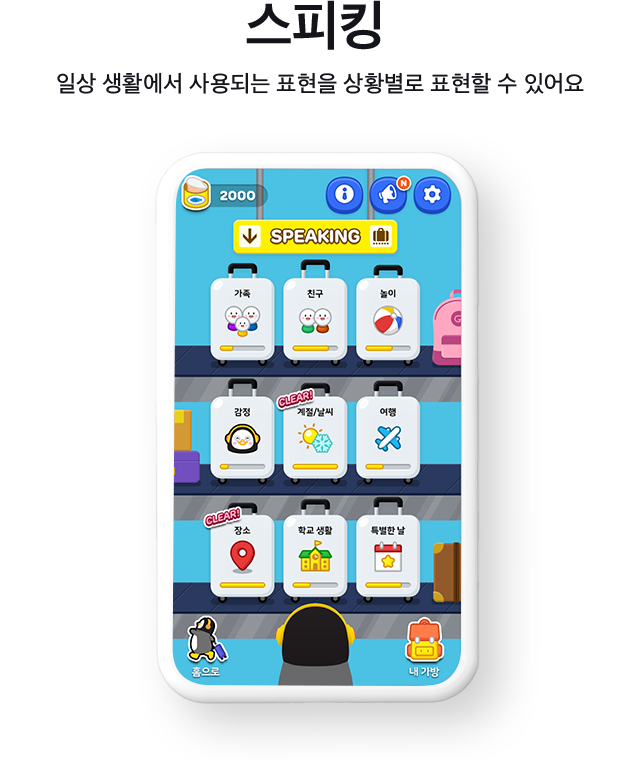 스피킹
일상 생활에서 사용되는 표현을 상황별로 표현할 수 있어요
2000
N
SPEAKING
가족
친구
놀이
G
감정
CLEAR!
계절/날씨
여행
CLEAR!
장소
학교 생활
특별한 날
홈으로
내 가방